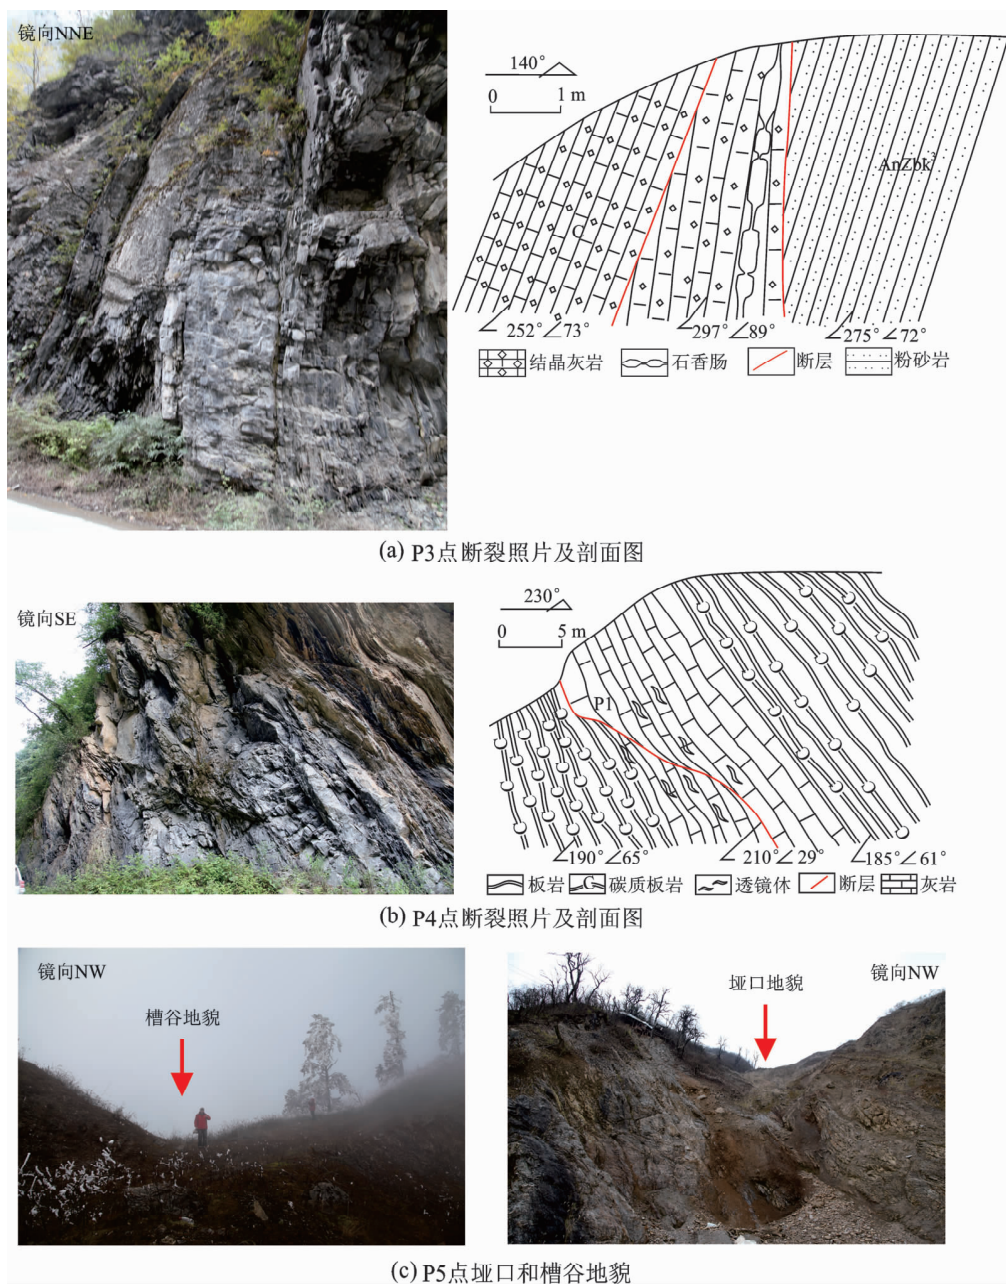 镜向NNE
140°
0 1 m
AnZbk³
C
∠252°∠73° ∠297°∠89° ∠275°∠72°
结晶灰岩 石香肠 断层 粉砂岩
(a) P3点断裂照片及剖面图
镜向SE
230°
0 5 m
P1
∠190°∠65° ∠210°∠29° ∠185°∠61°
C
板岩 碳质板岩 透镜休 断层 灰岩
(b) P4点断裂照片及剖面图
镜向NW
槽谷地貌
镜向NW
垭口地貌
(c) P5点垭口和槽谷地貌